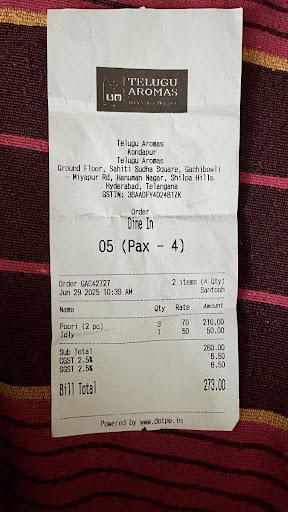 TELUGU
AROMAS
Telugu Aromas
Kondapur
Telugu Aromas
Ground Floor, Sahiti Sudha Square, Gachibowli
- Miyapur Rd, Hanuman Nagar, Shilpa Hills
Hyderabad, Telangana
GSTIN: 36AADFY4024B1ZK
Order
Dine In
05 (Pax - 4)
Order OAC42727 2 items (4 Qty)
Jun 29 2025 10:39 AM Santosh
Name Qty Rate Amount
Poori (2 pc) 3 70 210.00
Idly 1 50 50.00
Sub Total 260.00
CGST 2.5% 6.50
SGST 2.5% 6.50
Bill Total 273.00
Powered by www.dotpe.in